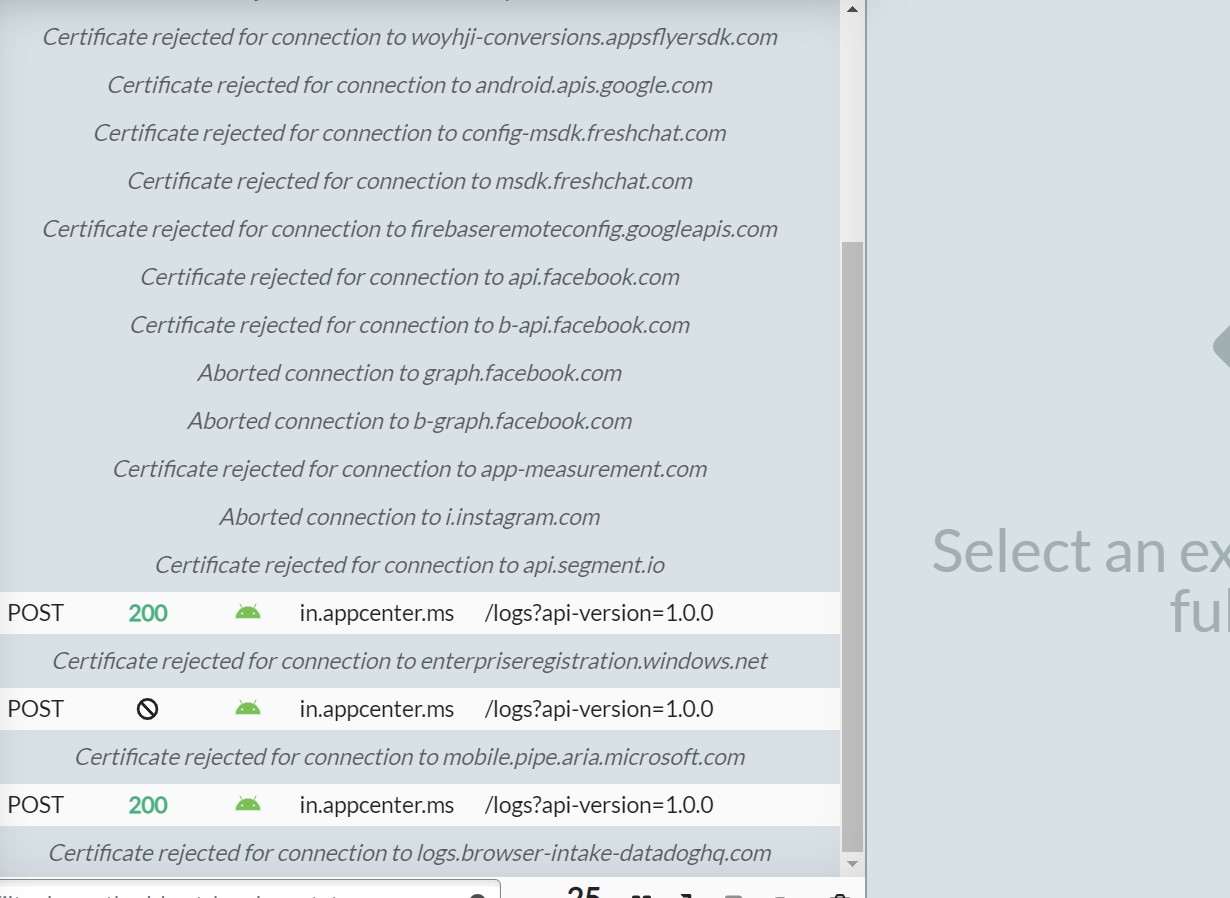 Certificate rejected for connection to woyhji-conversions.appsflyersdk.com
Certificate rejected for connection to android.apis.google.com
Certificate rejected for connection to config-msdk.freshchat.com
Certificate rejected for connection to msdk.freshchat.com
Certificate rejected for connection to firebaseremoteconfig.googleapis.com
Certificate rejected for connection to api.facebook.com
Certificate rejected for connection to b-api.facebook.com
Aborted connection to graph.facebook.com
Aborted connection to b-graph.facebook.com
Certificate rejected for connection to app-measurement.com
Aborted connection to i.instagram.com
Certificate rejected for connection to api.segment.io
POST 200 in.appcenter.ms /logs?api-version=1.0.0
Certificate rejected for connection to enterpriseregistration.windows.net
POST in.appcenter.ms /logs?api-version=1.0.0
Certificate rejected for connection to mobile.pipe.aria.microsoft.com
POST 200 in.appcenter.ms /logs?api-version=1.0.0
Certificate rejected for connection to logs.browser-intake-datadoghq.com
Select an ex
ful